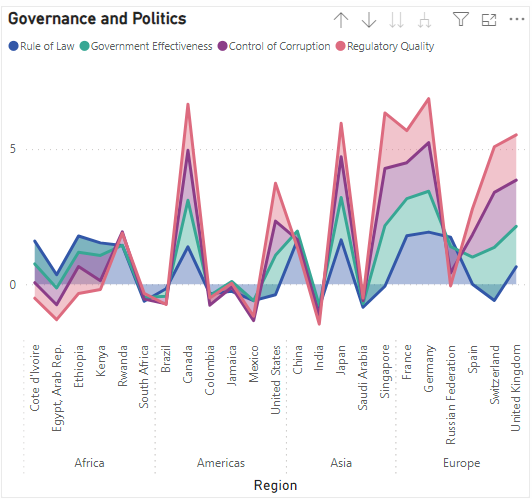 Governance and Politics
Rule of Law Government Effectiveness Control of Corruption Regulatory Quality
5
0
Cote d'Ivoire
Egypt, Arab Rep.
Ethiopia
Kenya
Rwanda
South Africa
Brazil
Canada
Colombia
Jamaica
Mexico
United States
China
India
Japan
Saudi Arabia
Singapore
France
Germany
Russian Federation
Spain
Switzerland
United Kingdom
Africa Americas Asia Europe
Region